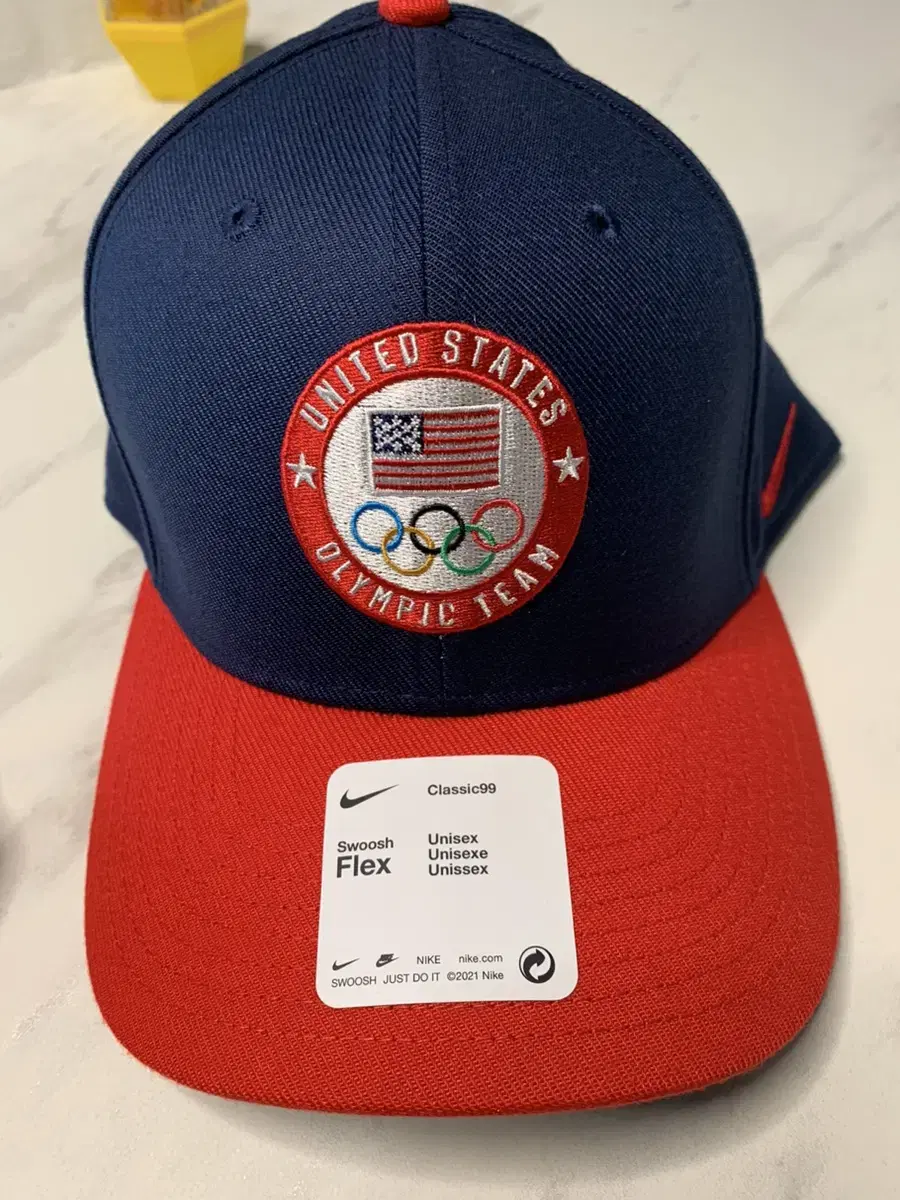 UNITED STATES
OLYMPIC TEAM
Classic99
Swoosh
Flex
Unisex
Unisexe
Unissex
NIKE nike.com
SWOOSH JUST DO IT ©2021 Nike